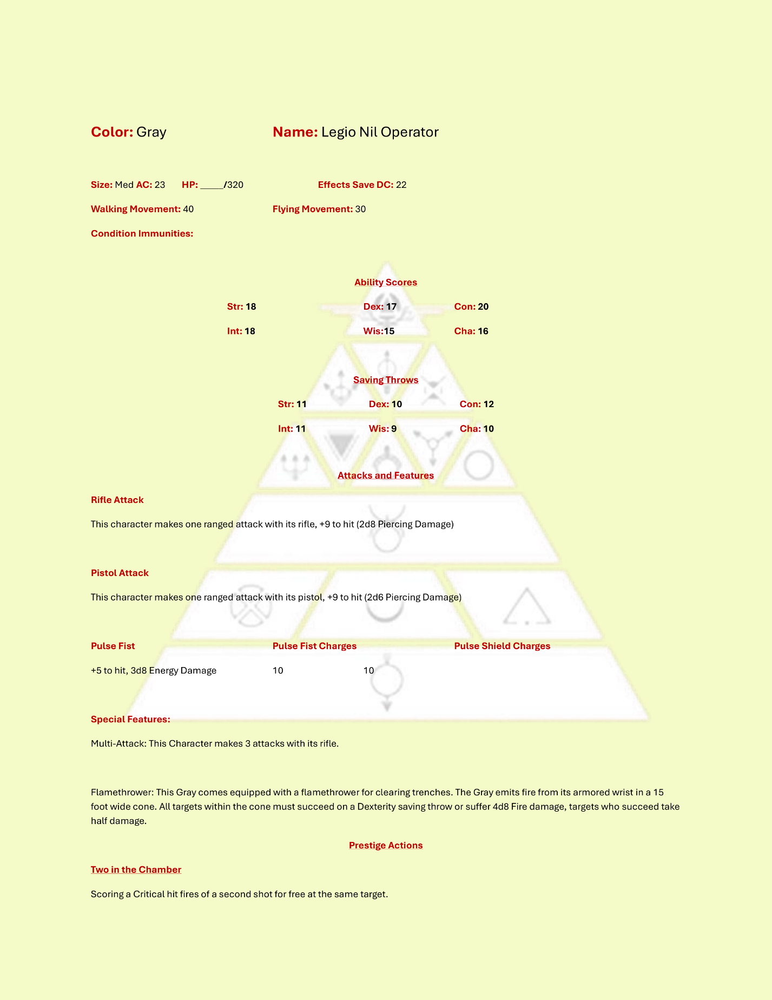 Color: Gray Name: Legio Nil Operator
Size: Med AC: 23 HP: _____/320 Effects Save DC: 22
Walking Movement: 40 Flying Movement: 30
Condition Immunities:
Ability Scores
Str: 18 Dex: 17 Con: 20
Int: 18 Wis:15 Cha: 16
Saving Throws
Str: 11 Dex: 10 Con: 12
Int: 11 Wis: 9 Cha: 10
Attacks and Features
Rifle Attack
This character makes one ranged attack with its rifle, +9 to hit (2d8 Piercing Damage)
Pistol Attack
This character makes one ranged attack with its pistol, +9 to hit (2d6 Piercing Damage)
Pulse Fist Pulse Fist Charges Pulse Shield Charges
+5 to hit, 3d8 Energy Damage 10 10
Special Features:
Multi-Attack: This Character makes 3 attacks with its rifle.
Flamethrower: This Gray comes equipped with a flamethrower for clearing trenches. The Gray emits fire from its armored wrist in a 15
foot wide cone. All targets within the cone must succeed on a Dexterity saving throw or suffer 4d8 Fire damage, targets who succeed take
half damage.
Prestige Actions
Two in the Chamber
Scoring a Critical hit fires of a second shot for free at the same target.